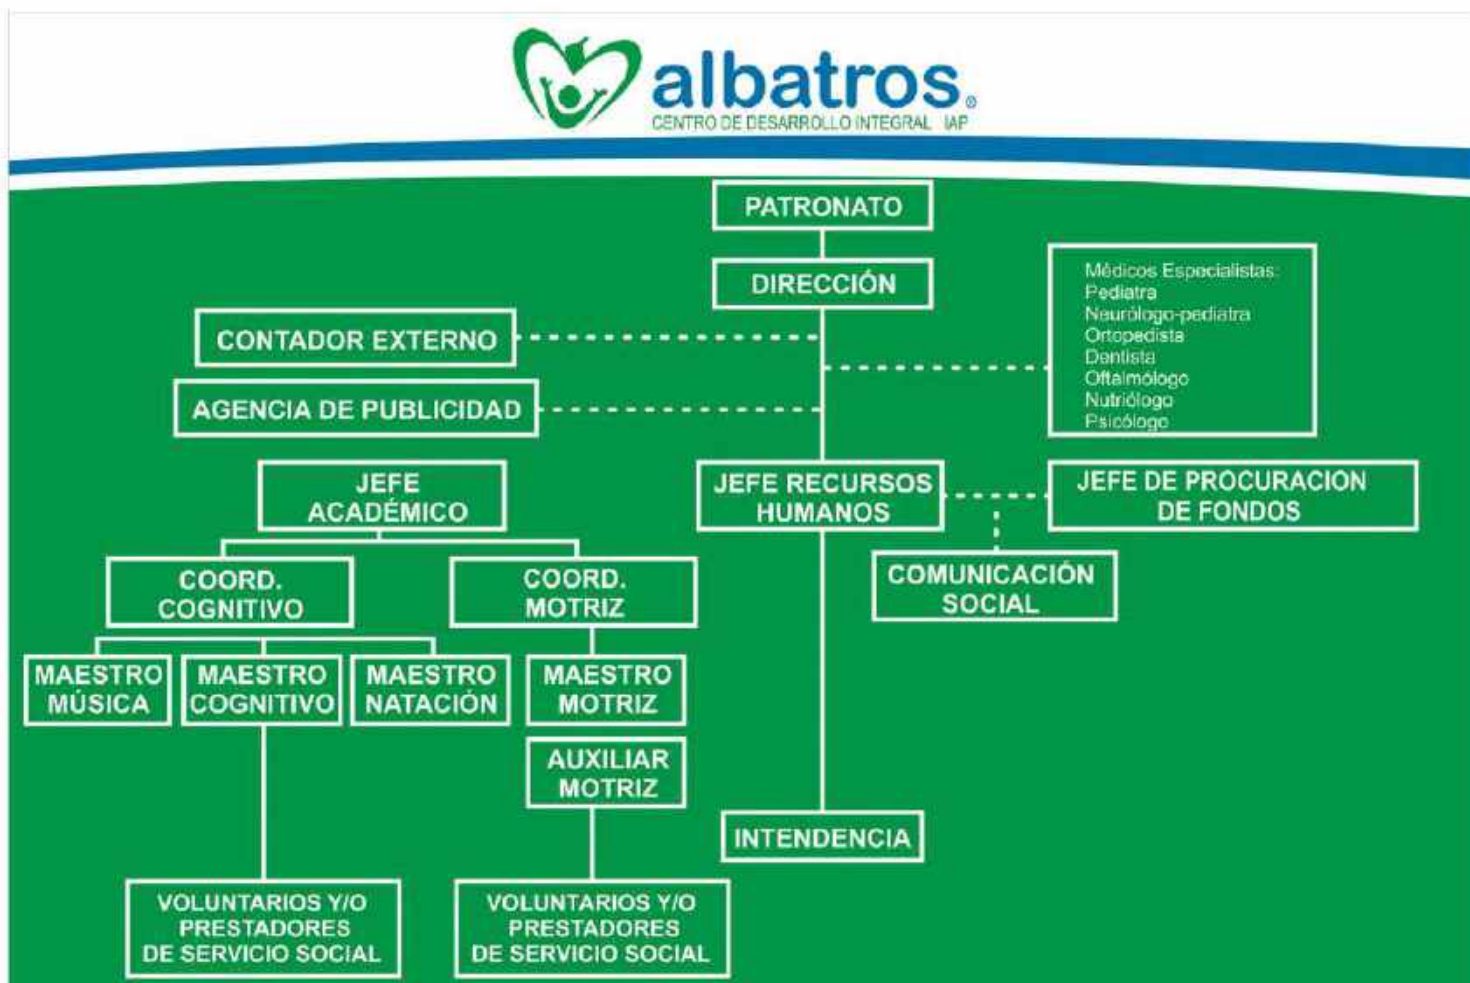 albatros®
CENTRO DE DESARROLLO INTEGRAL IAP
PATRONATO
DIRECCIÓN
Médicos Especialistas:
Pediatra
Neurólogo-pediatra
Ortopedista
Dentista
Oftalmólogo
Nutriólogo
Psicólogo
CONTADOR EXTERNO
AGENCIA DE PUBLICIDAD
JEFE
ACADÉMICO
JEFE RECURSOS
HUMANOS
JEFE DE PROCURACION
DE FONDOS
COORD.
COGNITIVO
COORD.
MOTRIZ
COMUNICACIÓN
SOCIAL
MAESTRO
MÚSICA
MAESTRO
COGNITIVO
MAESTRO
NATACIÓN
MAESTRO
MOTRIZ
AUXILIAR
MOTRIZ
INTENDENCIA
VOLUNTARIOS Y/O
PRESTADORES
DE SERVICIO SOCIAL
VOLUNTARIOS Y/O
PRESTADORES
DE SERVICIO SOCIAL